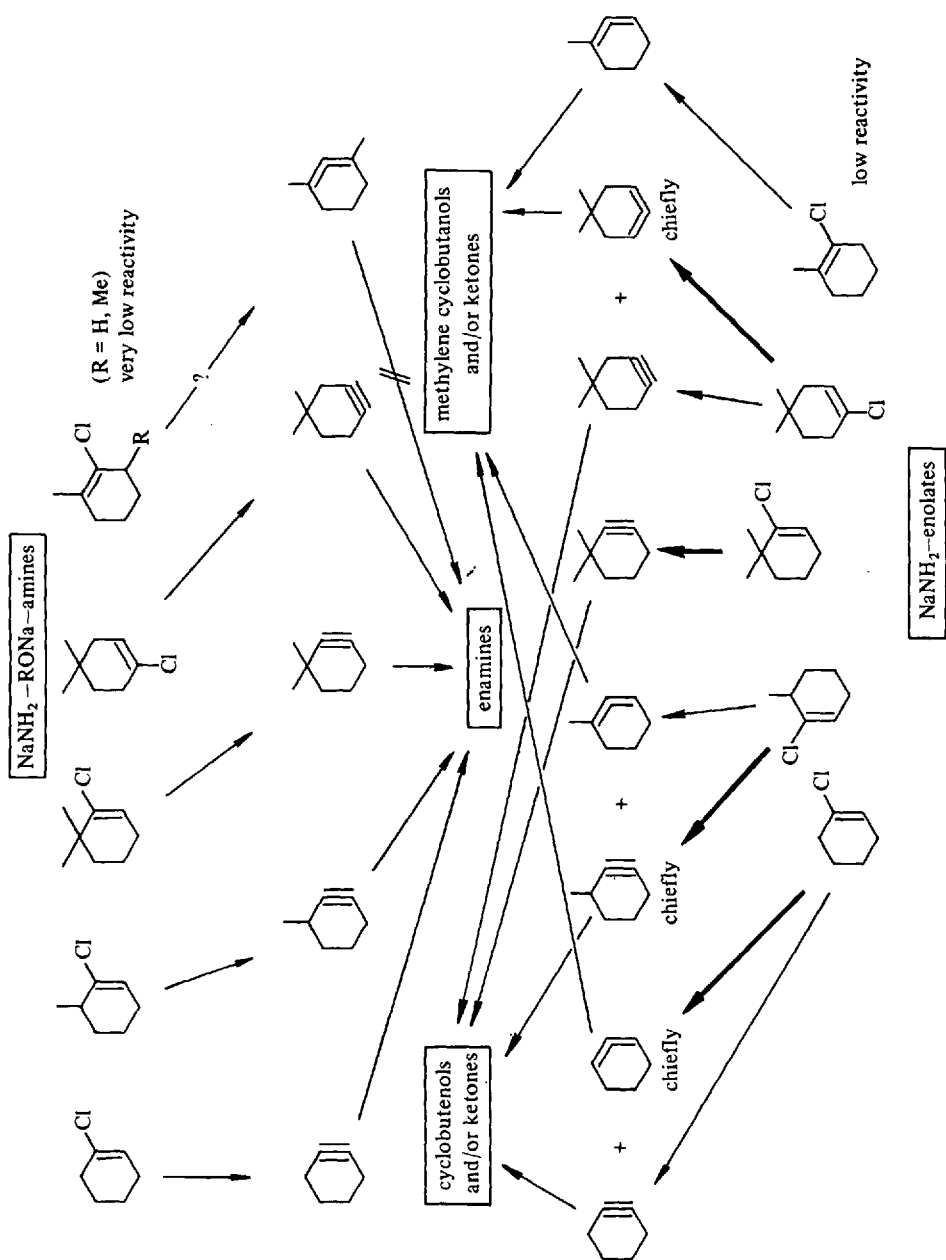 NaNH₂–RONa–amines
Cl
Cl
Cl
Cl
Cl
R
(R = H, Me)
very low reactivity
?
enamines
cyclobutenols
and/or ketones
methylene cyclobutanols
and/or ketones
+
chiefly
chiefly
+
+
chiefly
Cl
Cl
Cl
Cl
Cl
low reactivity
NaNH₂–enolates